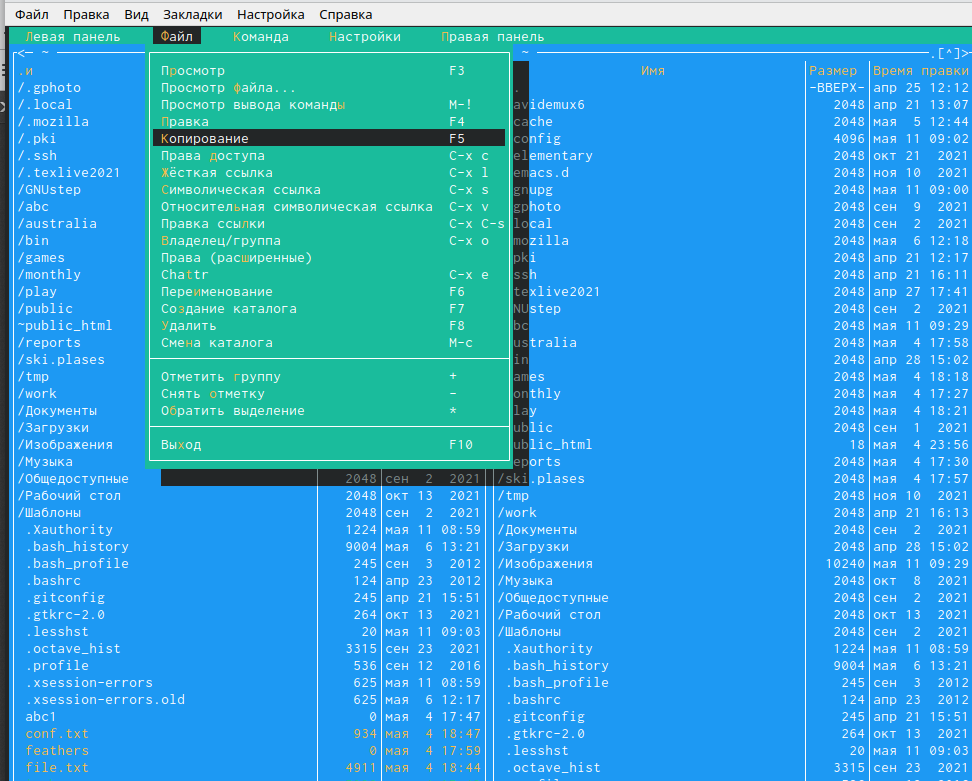 Файл Правка Вид Закладки Настройка Справка
Левая панель Файл Команда Настройки Правая панель
<— ~ ~ .[^]>
.и Имя Размер Время правки
Просмотр F3
/.gphoto Просмотр файла... . -ВВЕРХ- апр 25 12:12
/.local Просмотр вывода команды M-! avidemux6 2048 апр 21 13:07
/.mozilla Правка F4 cache 2048 мая 5 12:44
/.pki Копирование F5 config 4096 мая 11 09:02
/.ssh Права доступа C-x c elementary 2048 окт 21 2021
/.texlive2021 Жёсткая ссылка C-x l emacs.d 2048 ноя 10 2021
/GNUstep Символическая ссылка C-x s gnupg 2048 мая 11 09:00
/abc Относительная символическая ссылка C-x v gphoto 2048 сен 9 2021
/australia Правка ссылки C-x C-s local 2048 сен 2 2021
/bin Владелец/группа C-x o mozilla 2048 мая 6 12:18
/games Права (расширенные) pki 2048 апр 21 12:17
/monthly Chattr C-x e ssh 2048 апр 21 16:11
/play Переименование F6 texlive2021 2048 апр 27 17:41
/public Создание каталога F7 NUstep 2048 сен 2 2021
~public_html Удалить F8 bc 2048 мая 11 09:29
/reports Смена каталога M-c ustralia 2048 мая 4 17:58
/ski.plases in 2048 апр 28 15:02
/tmp Отметить группу + ames 2048 мая 4 18:18
/work Снять отметку - onthly 2048 мая 4 17:27
/Документы Обратить выделение * lay 2048 мая 4 18:21
/Загрузки ublic 2048 сен 1 2021
/Изображения Выход F10 ublic_html 18 мая 4 23:56
/Музыка eports 2048 мая 4 17:30
/Общедоступные 2048 сен 2 2021 /ski.plases 2048 мая 4 17:57
/Рабочий стол 2048 окт 13 2021 /tmp 2048 ноя 10 2021
/Шаблоны 2048 сен 2 2021 /work 2048 апр 21 16:13
.Xauthority 1224 мая 11 08:59 /Документы 2048 сен 2 2021
.bash_history 9004 мая 6 13:21 /Загрузки 2048 апр 28 15:02
.bash_profile 245 сен 3 2012 /Изображения 10240 мая 11 09:29
.bashrc 124 апр 23 2012 /Музыка 2048 окт 8 2021
.gitconfig 245 апр 21 15:51 /Общедоступные 2048 сен 2 2021
.gtkrc-2.0 264 окт 13 2021 /Рабочий стол 2048 окт 13 2021
.lesshst 20 мая 11 09:03 /Шаблоны 2048 сен 2 2021
.octave_hist 3315 сен 23 2021 .Xauthority 1224 мая 11 08:59
.profile 536 сен 12 2016 .bash_history 9004 мая 6 13:21
.xsession-errors 625 мая 11 08:59 .bash_profile 245 сен 3 2012
.xsession-errors.old 625 мая 6 12:17 .bashrc 124 апр 23 2012
abc1 0 мая 4 17:47 .gitconfig 245 апр 21 15:51
conf.txt 934 мая 4 18:47 .gtkrc-2.0 264 окт 13 2021
feathers 0 мая 4 17:59 .lesshst 20 мая 11 09:03
file.txt 4911 мая 4 18:44 .octave_hist 3315 сен 23 2021